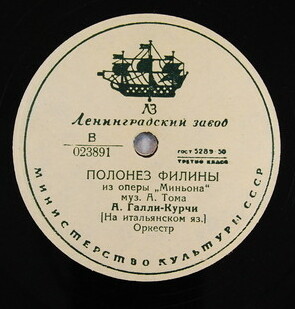 ЛЗ
Ленинградский завод
В
023891
ГОСТ 5289-50
ТРЕТИЙ КЛАСС
ПОЛОНЕЗ ФИЛИНЫ
из оперы „Миньона"
муз. А. Тома
А. Галли-Курчи
[На итальянском яз.]
Оркестр
МИНИСТЕРСТВО КУЛЬТУРЫ СССР